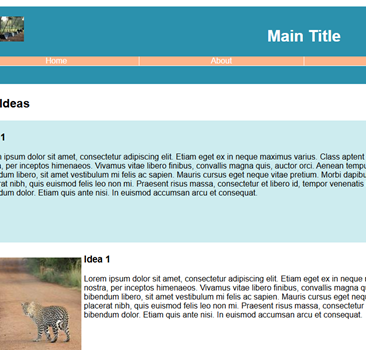 Main Title
Home About
Ideas
1
ipsum dolor sit amet, consectetur adipiscing elit. Etiam eget ex in neque maximus varius. Class aptent
, per inceptos himenaeos. Vivamus vitae libero finibus, convallis magna quis, auctor orci. Aenean tempu
dum libero, sit amet vestibulum mi felis ac sapien. Mauris cursus eget neque vitae pretium. Morbi dapibu
rat nibh, quis euismod felis leo non mi. Praesent risus massa, consectetur et libero id, tempor venenatis
dolor. Etiam quis ante nisi. In euismod accumsan arcu et consequat.
Idea 1
Lorem ipsum dolor sit amet, consectetur adipiscing elit. Etiam eget ex in neque
nostra, per inceptos himenaeos. Vivamus vitae libero finibus, convallis magna q
bibendum libero, sit amet vestibulum mi felis ac sapien. Mauris cursus eget neq
placerat nibh, quis euismod felis leo non mi. Praesent risus massa, consectetur
bibendum dolor. Etiam quis ante nisi. In euismod accumsan arcu et consequat.